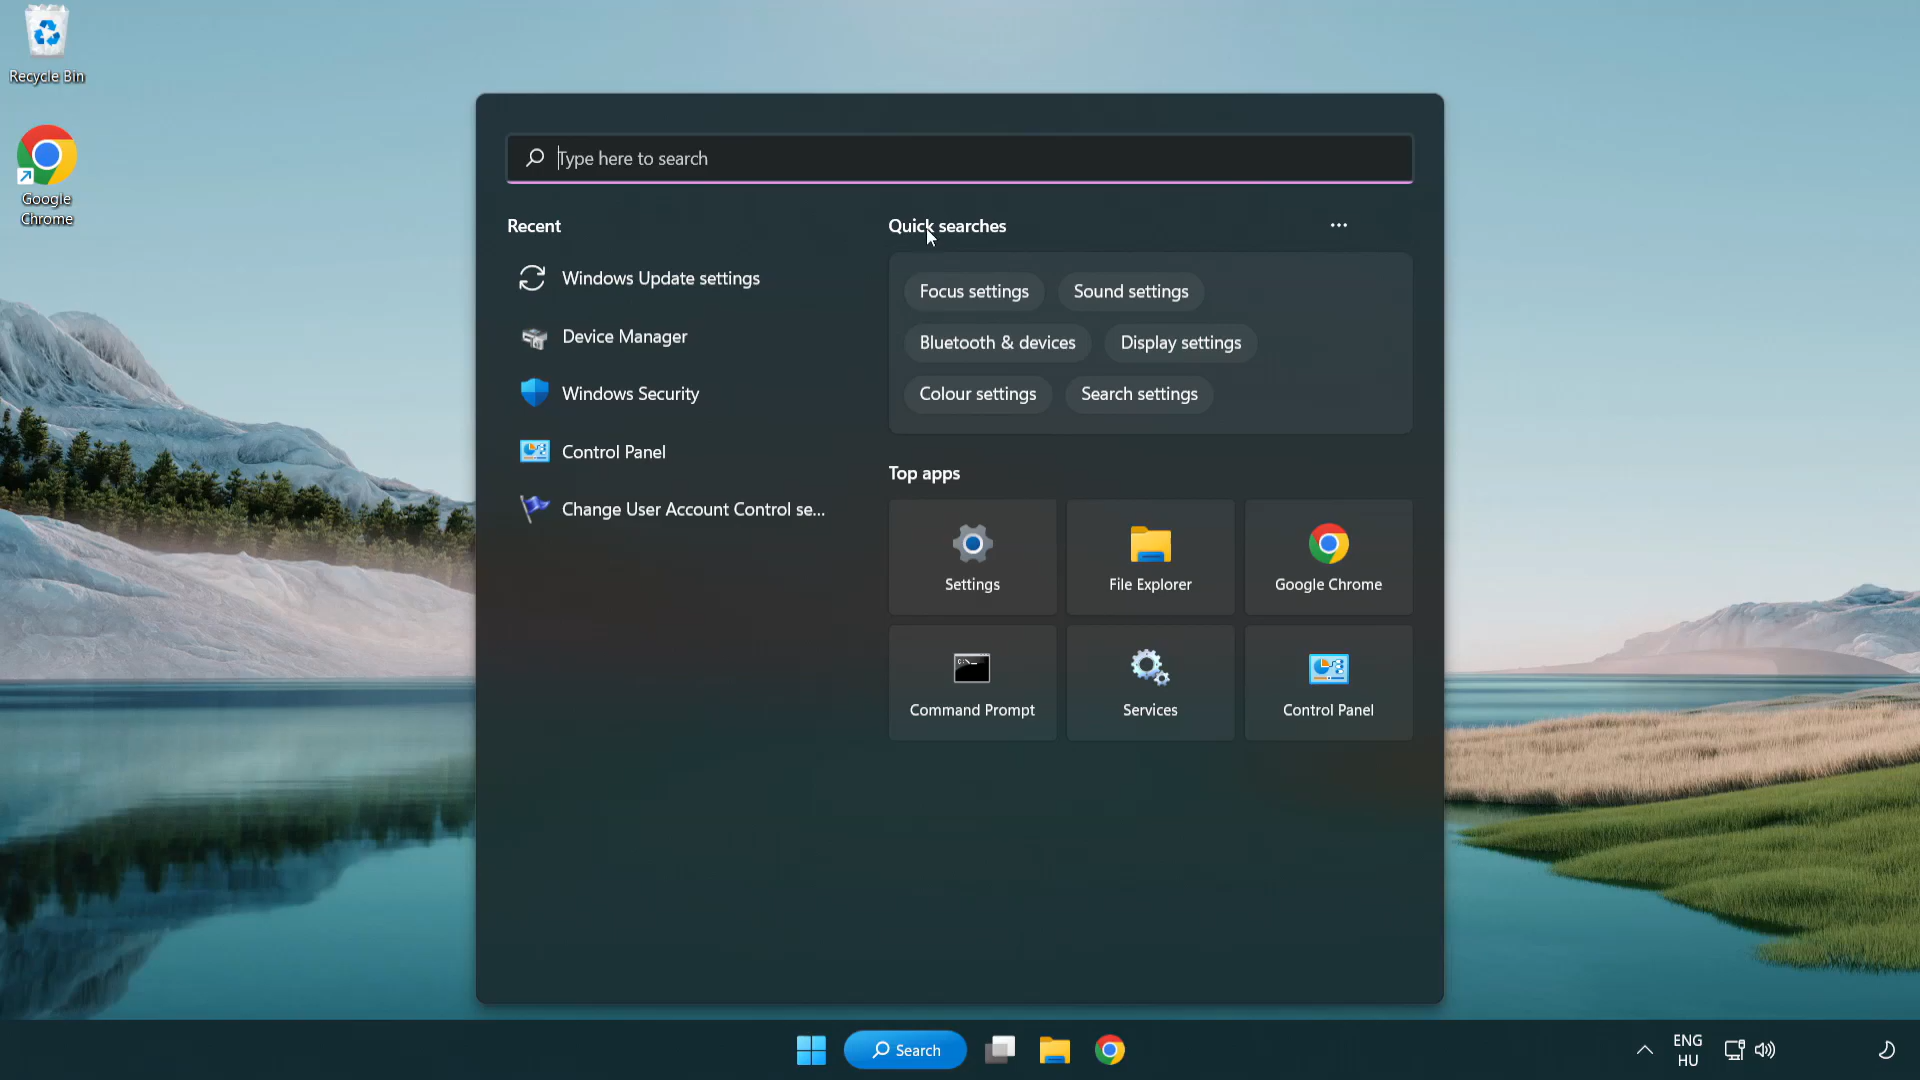 Recycle Bin
Google
Chrome
Type here to search
Recent
Windows Update settings
Device Manager
Windows Security
Control Panel
Change User Account Control se...
Quick searches
Focus settings
Sound settings
Bluetooth & devices
Display settings
Colour settings
Search settings
Top apps
Settings
File Explorer
Google Chrome
Command Prompt
Services
Control Panel
Search
ENG
HU